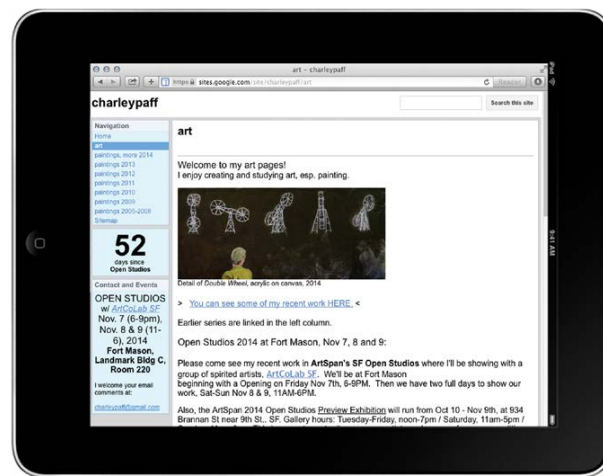 art – charleypaff
https sites.google.com/site/charleypaff/art
Reader
charleypaff
Search this site
Navigation
Home
art
paintings, more 2014
paintings 2013
paintings 2012
paintings 2011
paintings 2010
paintings 2009
paintings 2005-2008
Sitemap
52
days since
Open Studios
Contact and Events
OPEN STUDIOS
w/ ArtCoLab SF
Nov. 7 (6-9pm),
Nov. 8 & 9 (11-
6), 2014
Fort Mason,
Landmark Bldg C,
Room 220
I welcome your email
comments at:
charleypaff@gmail.com
art
Welcome to my art pages!
I enjoy creating and studying art, esp. painting.
Detail of Double Wheel, acrylic on canvas, 2014
> You can see some of my recent work HERE. <
Earlier series are linked in the left column.
Open Studios 2014 at Fort Mason, Nov 7, 8 and 9:
Please come see my recent work in ArtSpan's SF Open Studios where I'll be showing with a
group of spirited artists, ArtCoLab SF. We'll be at Fort Mason
beginning with a Opening on Friday Nov 7th, 6-9PM. Then we have two full days to show our
work, Sat-Sun Nov 8 & 9, 11AM-6PM.
Also, the ArtSpan 2014 Open Studios Preview Exhibition will run from Oct 10 - Nov 9th, at 934
Brannan St near 9th St,. SF. Gallery hours: Tuesday-Friday, noon-7pm / Saturday, 11am-5pm /
iPad
9:41 AM